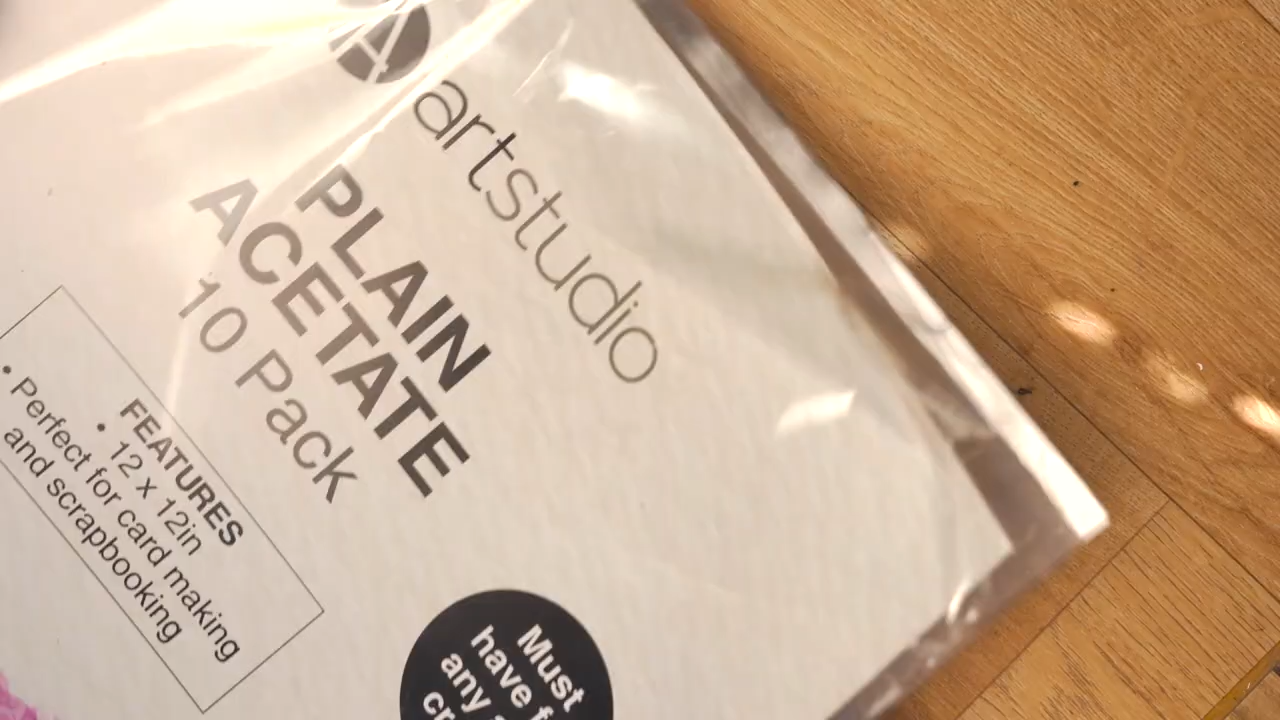 A
artstudio
PLAIN
ACETATE
10 Pack
FEATURES
• 12 x 12in
• Perfect for card making
and scrapbooking
Must
have
any